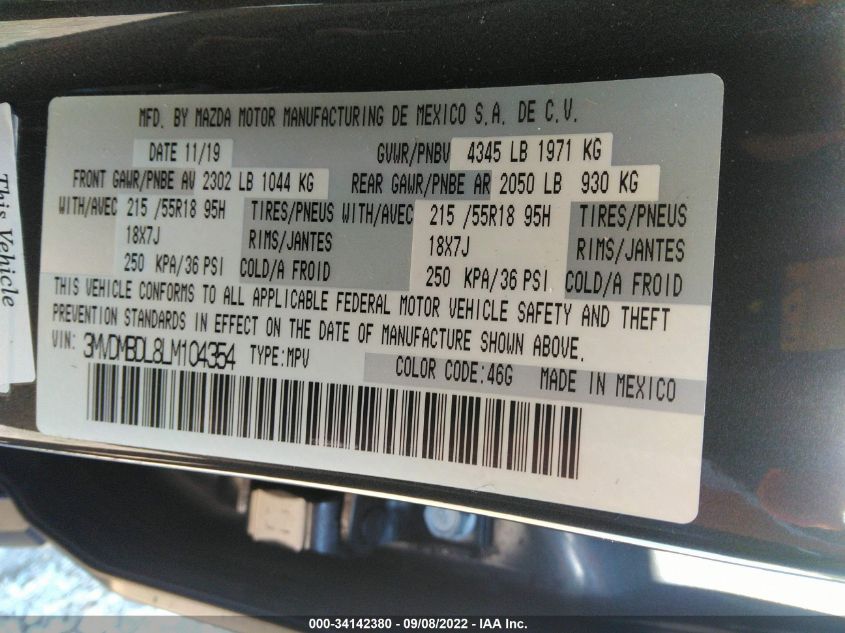 MFD. BY MAZDA MOTOR MANUFACTURING DE MEXICO S.A. DE C.V.
DATE 11/19 GVWR/PNBV 4345 LB 1971 KG
FRONT GAWR/PNBE AV 2302 LB 1044 KG REAR GAWR/PNBE AR 2050 LB 930 KG
WITH/AVEC 215 /55R18 95H TIRES/PNEUS WITH/AVEC 215 /55R18 95H TIRES/PNEUS
18X7J RIMS/JANTES 18X7J RIMS/JANTES
250 KPA/36 PSI COLD/A FROID 250 KPA/36 PSI COLD/A FROID
THIS VEHICLE CONFORMS TO ALL APPLICABLE FEDERAL MOTOR VEHICLE SAFETY AND THEFT
PREVENTION STANDARDS IN EFFECT ON THE DATE OF MANUFACTURE SHOWN ABOVE.
VIN: 3MVDMBDL8LM104354 TYPE:MPV
COLOR CODE:46G MADE IN MEXICO
This Vehicle
000-34142380 - 09/08/2022 - IAA Inc.